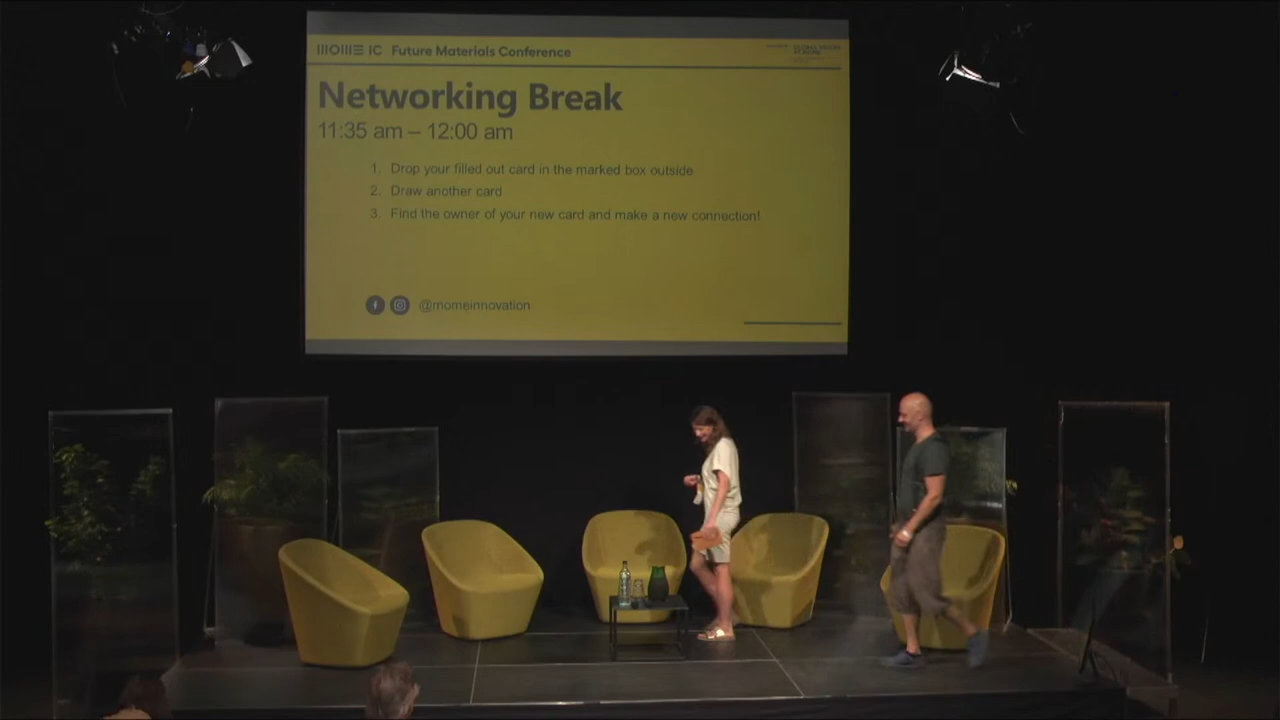 MOME IC Future Materials Conference
Networking Break
11:35 am – 12:00 am
1. Drop your filled out card in the marked box outside
2. Draw another card
3. Find the owner of your new card and make a new connection!
@momeinnovation